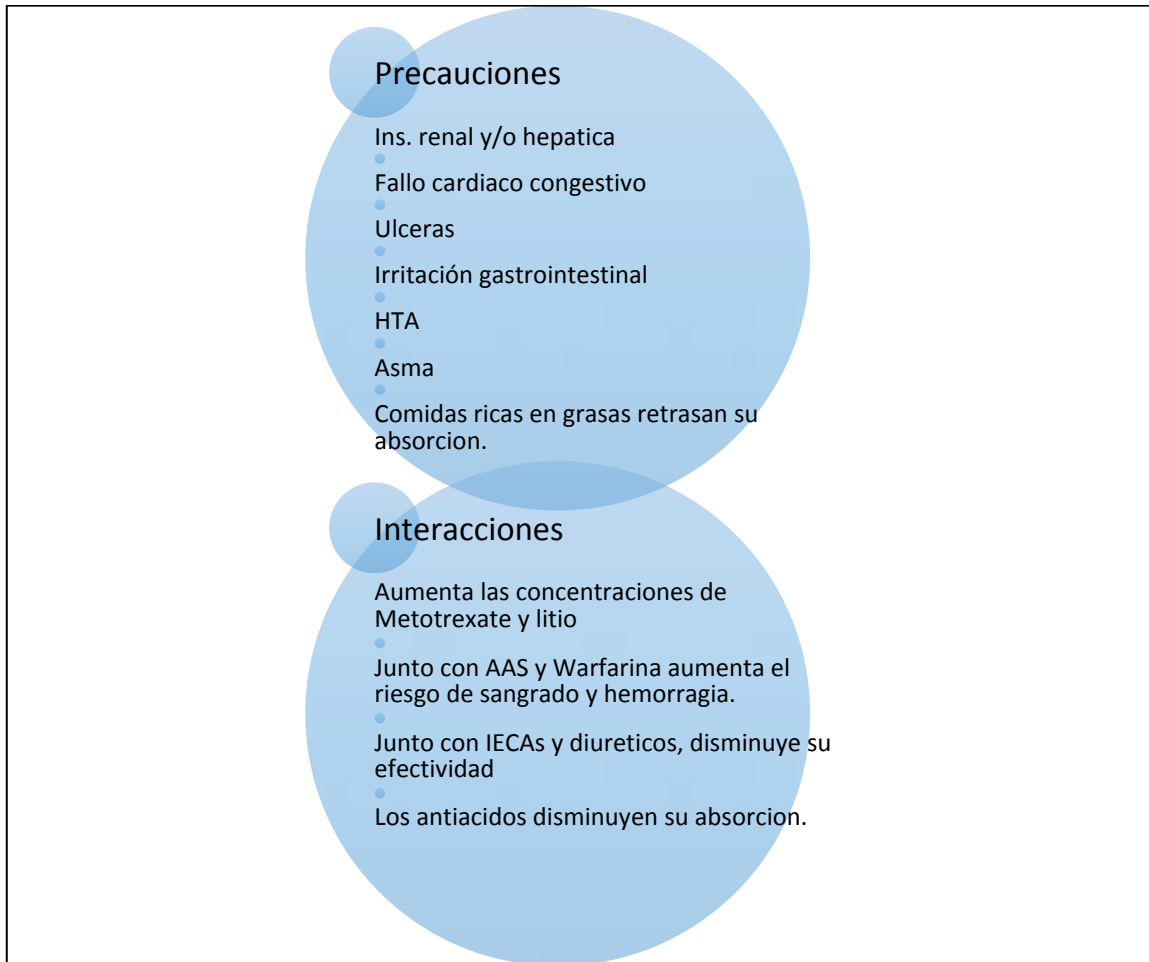 Precauciones
Ins. renal y/o hepatica
Fallo cardiaco congestivo
Ulceras
Irritación gastrointestinal
HTA
Asma
Comidas ricas en grasas retrasan su
absorcion.
Interacciones
Aumenta las concentraciones de
Metotrexate y litio
Junto con AAS y Warfarina aumenta el
riesgo de sangrado y hemorragia.
Junto con IECAs y diureticos, disminuye su
efectividad
Los antiacidos disminuyen su absorcion.